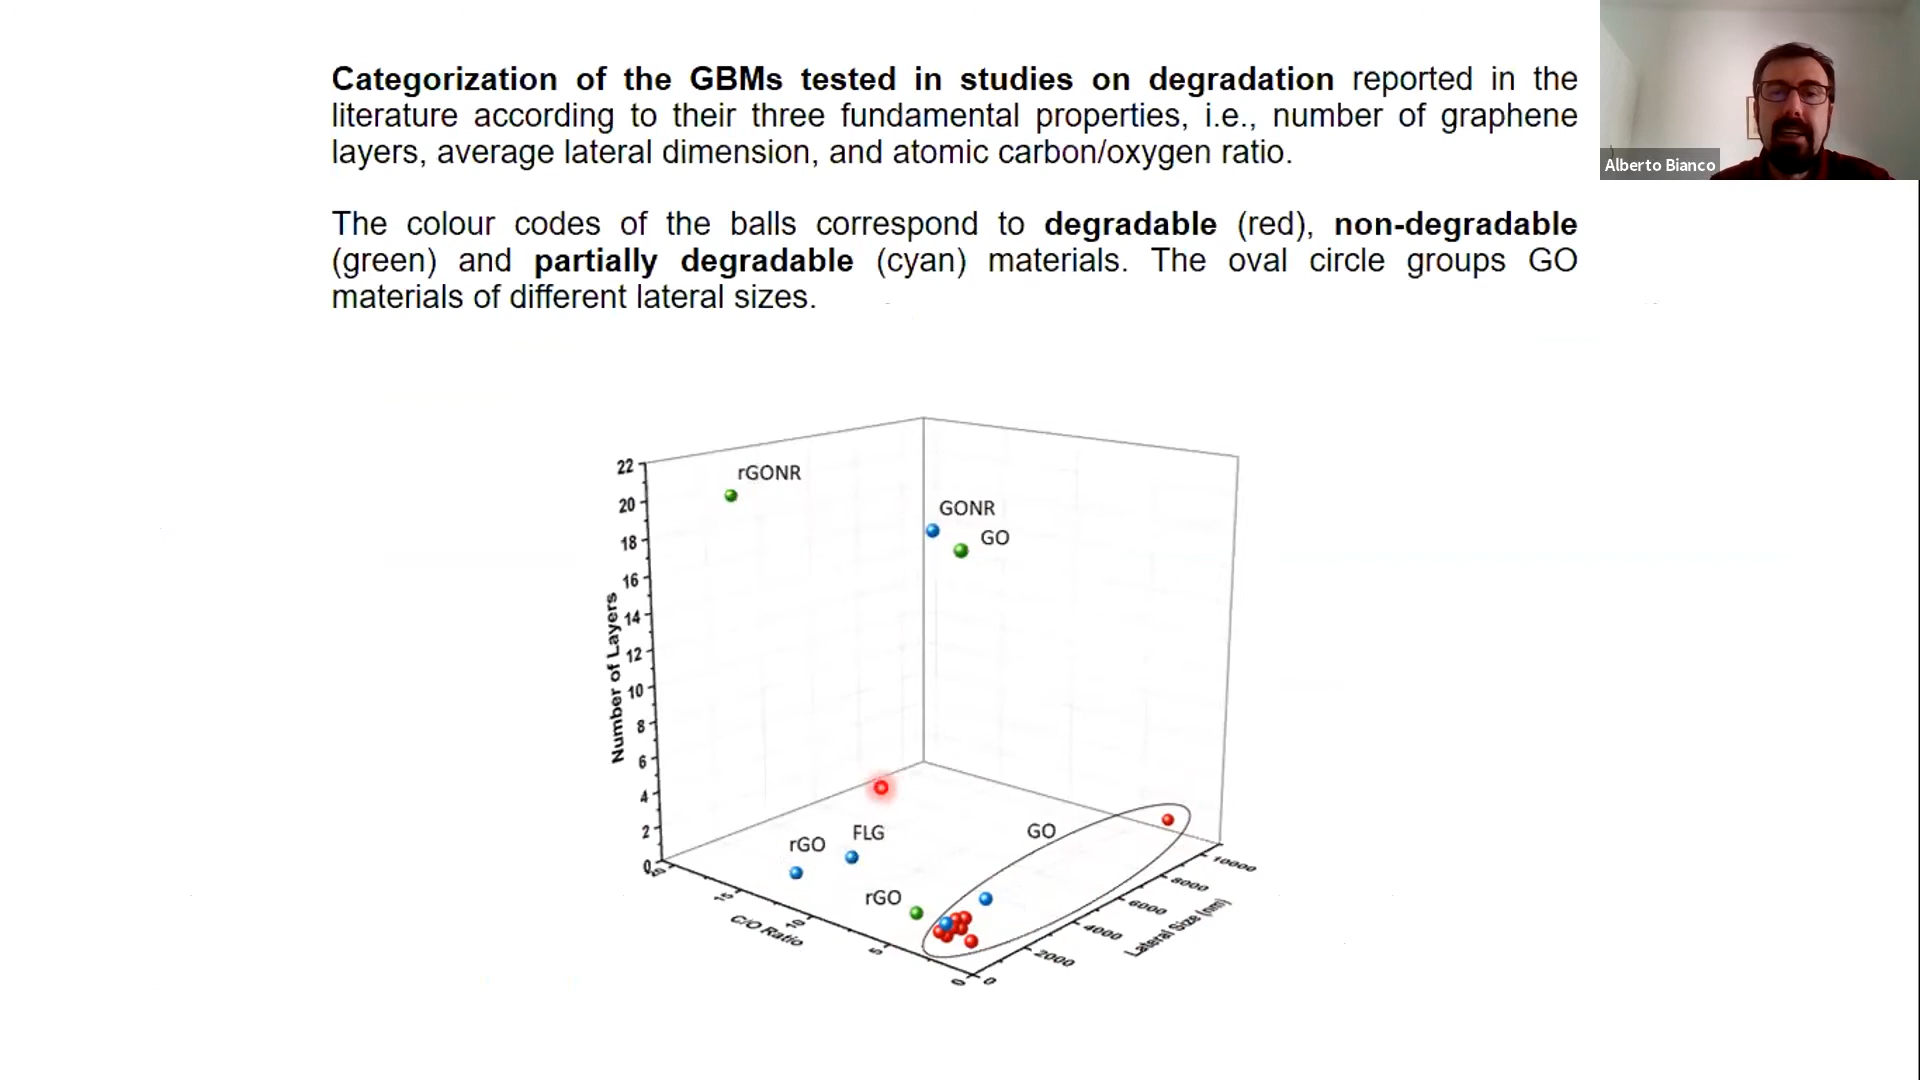 Categorization of the GBMs tested in studies on degradation reported in the
literature according to their three fundamental properties, i.e., number of graphene
layers, average lateral dimension, and atomic carbon/oxygen ratio.
The colour codes of the balls correspond to degradable (red), non-degradable
(green) and partially degradable (cyan) materials. The oval circle groups GO
materials of different lateral sizes.
Alberto Bianco
rGONR
GONR
GO
rGO
FLG
GO
rGO
Number of Layers
22
20
18
16
14
12
10
8
6
4
2
0
C/O Ratio
20
15
10
5
0
Lateral Size (nm)
0
2000
4000
6000
8000
10000